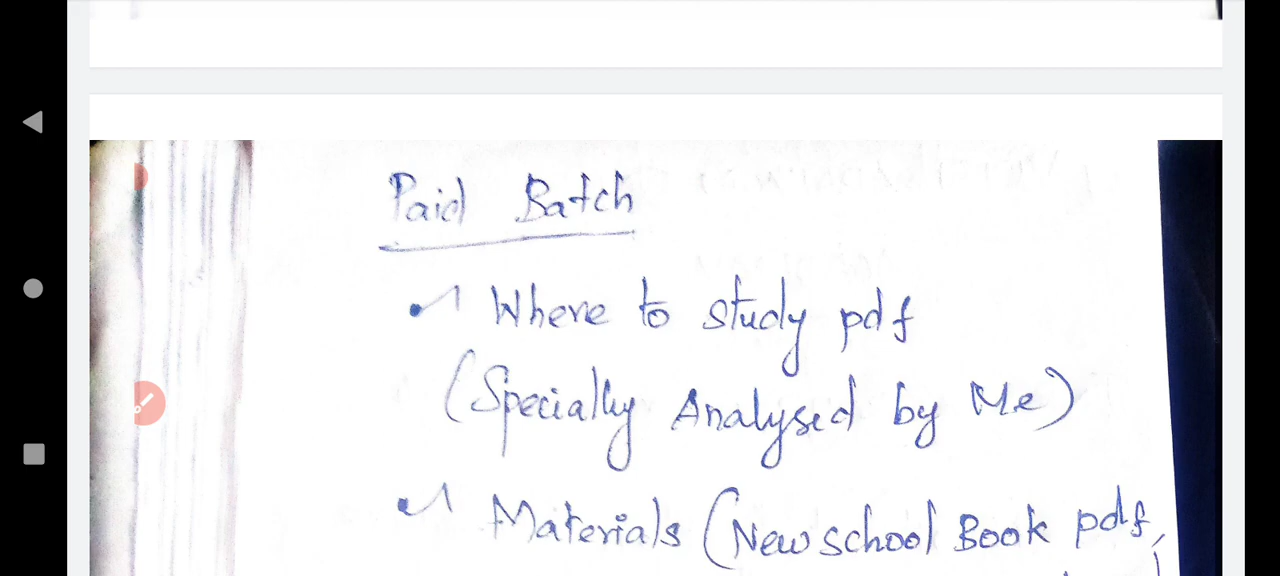 Paid Batch
Where to study pdf
(Specially Analysed by Me)
Materials (New school Book pdf,